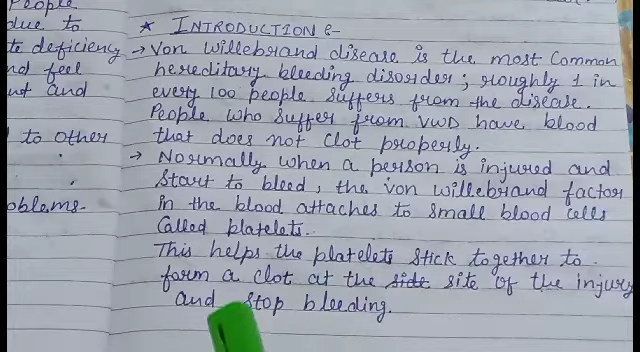 People
due to
te deficiency
nd feel
ut and
to other
oblems.
* INTRODUCTION :-
→ Von willebrand disease is the most common
hereditary bleeding disorder; roughly 1 in
every 100 people suffers from the disease.
People who suffer from VWD have blood
that does not clot properly.
→ Normally when a person is injured and
start to bleed, the von willebrand factor
in the blood attaches to small blood cells
called platelets.
This helps the platelets stick together to
form a clot at the side site of the injury
and stop bleeding.